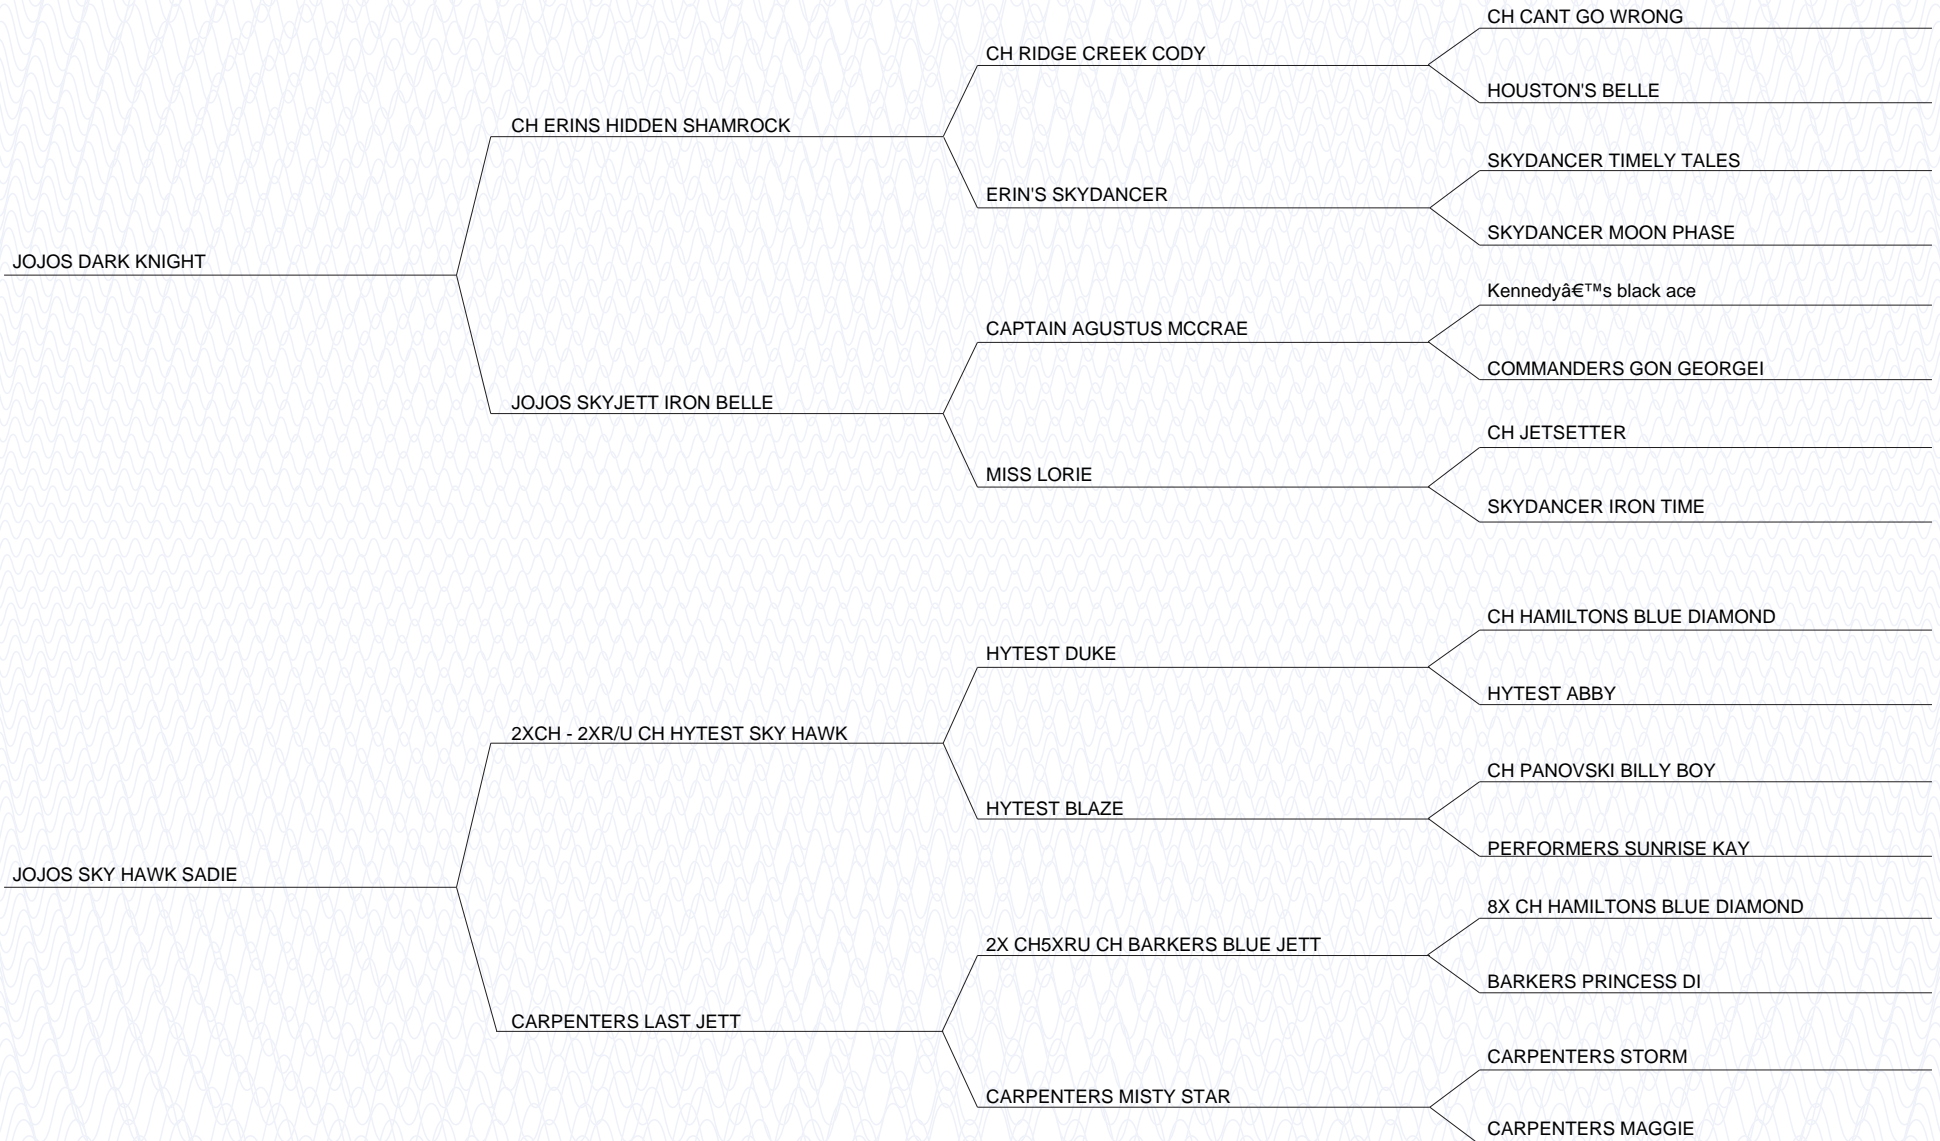 CH CANT GO WRONG
CH RIDGE CREEK CODY
HOUSTON'S BELLE
CH ERINS HIDDEN SHAMROCK
SKYDANCER TIMELY TALES
ERIN'S SKYDANCER
SKYDANCER MOON PHASE
JOJOS DARK KNIGHT
Kennedyâ€™s black ace
CAPTAIN AGUSTUS MCCRAE
COMMANDERS GON GEORGEI
JOJOS SKYJETT IRON BELLE
CH JETSETTER
MISS LORIE
SKYDANCER IRON TIME
CH HAMILTONS BLUE DIAMOND
HYTEST DUKE
HYTEST ABBY
2XCH - 2XR/U CH HYTEST SKY HAWK
CH PANOVSKI BILLY BOY
HYTEST BLAZE
PERFORMERS SUNRISE KAY
JOJOS SKY HAWK SADIE
8X CH HAMILTONS BLUE DIAMOND
2X CH5XRU CH BARKERS BLUE JETT
BARKERS PRINCESS DI
CARPENTERS LAST JETT
CARPENTERS STORM
CARPENTERS MISTY STAR
CARPENTERS MAGGIE